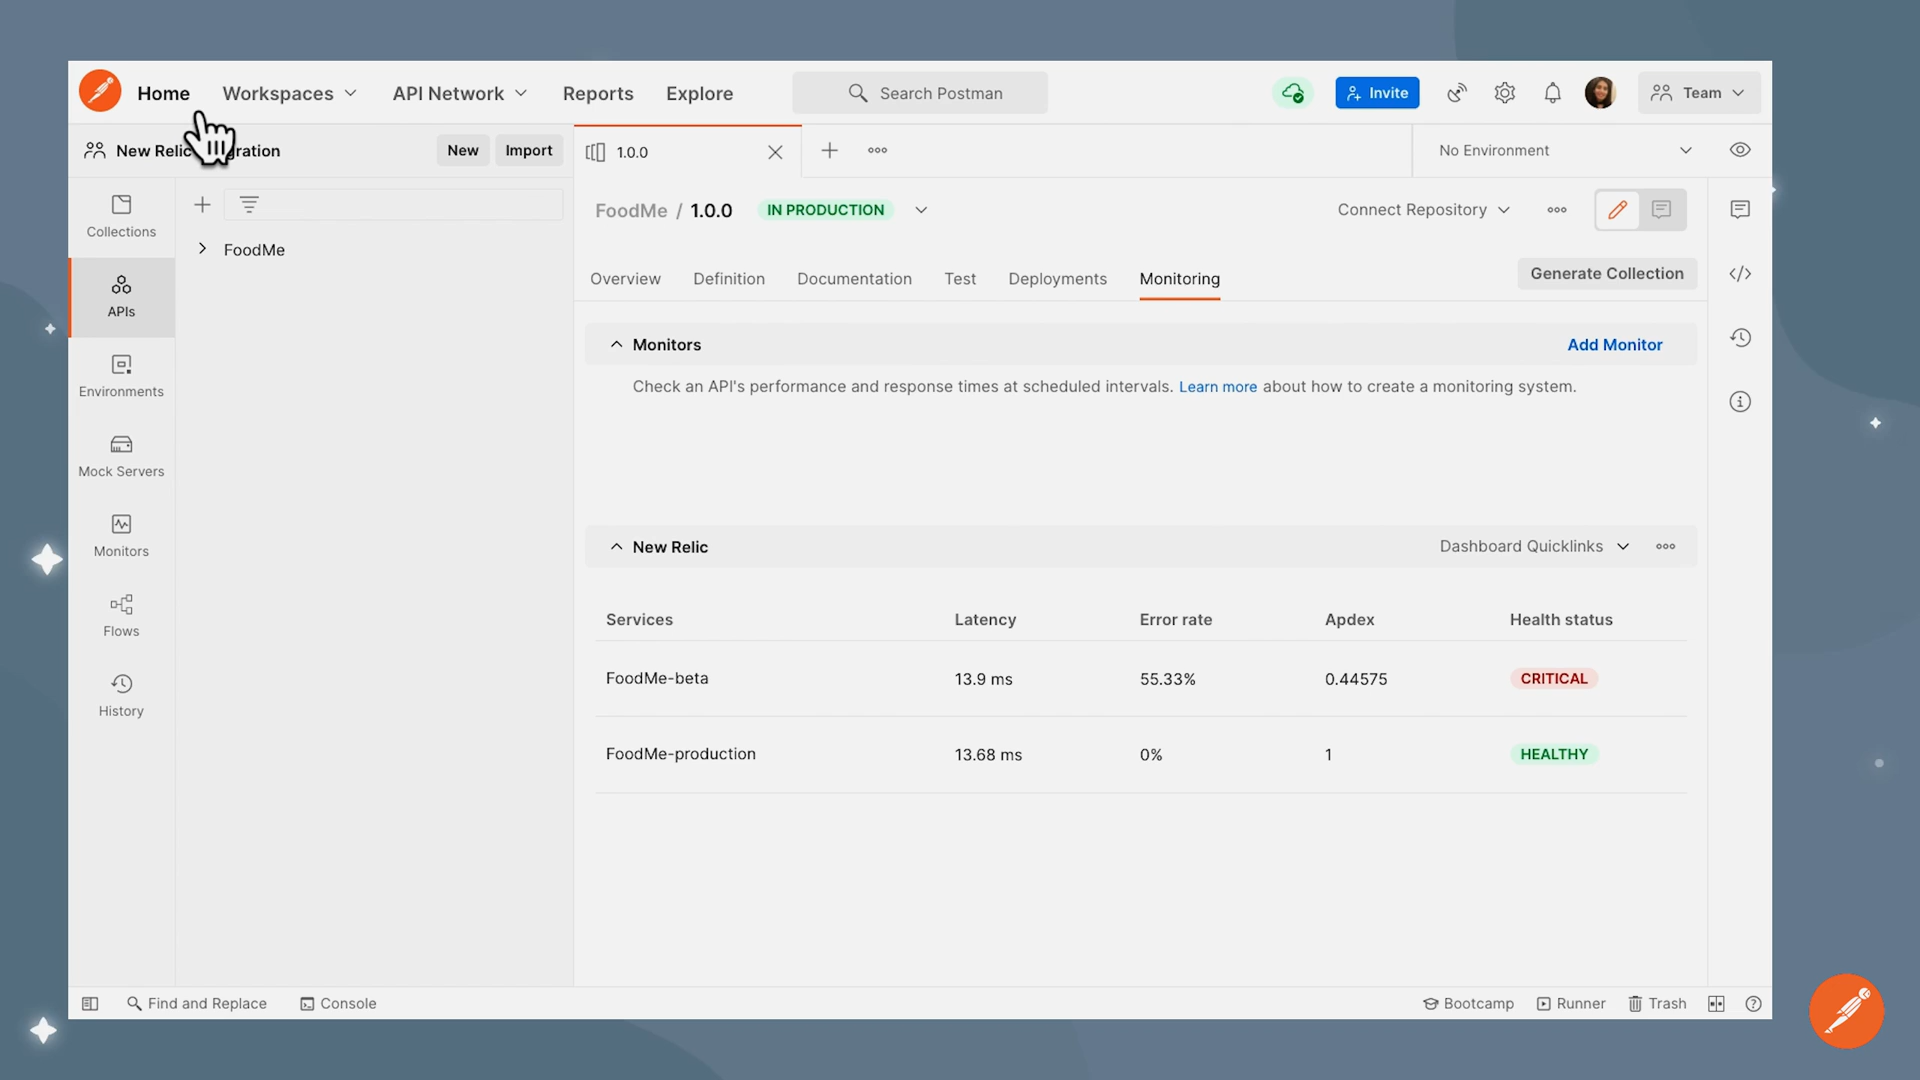 Home Workspaces API Network Reports Explore Search Postman Invite Team
New Relic gration New Import 1.0.0 No Environment
Collections
APIs
Environments
Mock Servers
Monitors
Flows
History
FoodMe
FoodMe / 1.0.0 IN PRODUCTION Connect Repository
Overview Definition Documentation Test Deployments Monitoring Generate Collection
Monitors Add Monitor
Check an API's performance and response times at scheduled intervals. Learn more about how to create a monitoring system.
New Relic Dashboard Quicklinks
Services Latency Error rate Apdex Health status
FoodMe-beta 13.9 ms 55.33% 0.44575 CRITICAL
FoodMe-production 13.68 ms 0% 1 HEALTHY
Find and Replace Console Bootcamp Runner Trash